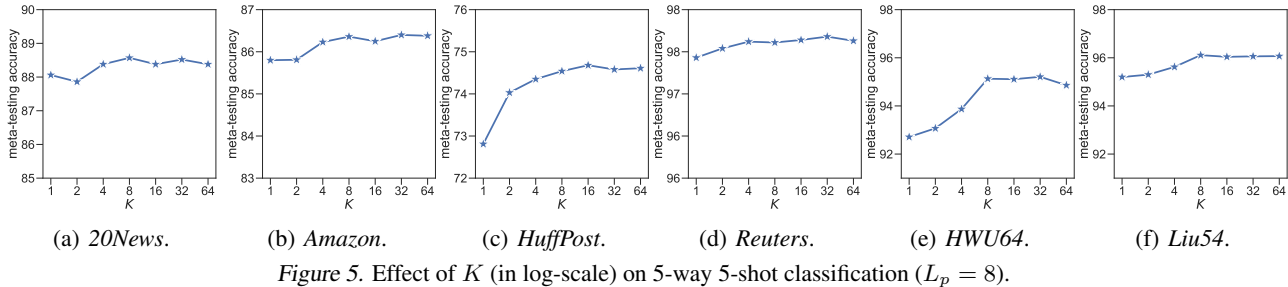 90
89
88
87
86
85
meta-testing accuracy
1 2 4 8 16 32 64
K
87
86
85
84
83
meta-testing accuracy
1 2 4 8 16 32 64
K
76
75
74
73
72
meta-testing accuracy
1 2 4 8 16 32 64
K
99
98
97
96
meta-testing accuracy
1 2 4 8 16 32 64
K
98
96
94
92
meta-testing accuracy
1 2 4 8 16 32 64
K
98
96
94
92
meta-testing accuracy
1 2 4 8 16 32 64
K
(a) 20News. (b) Amazon. (c) HuffPost. (d) Reuters. (e) HWU64. (f) Liu54.
Figure 5. Effect of K (in log-scale) on 5-way 5-shot classification (L_p = 8).